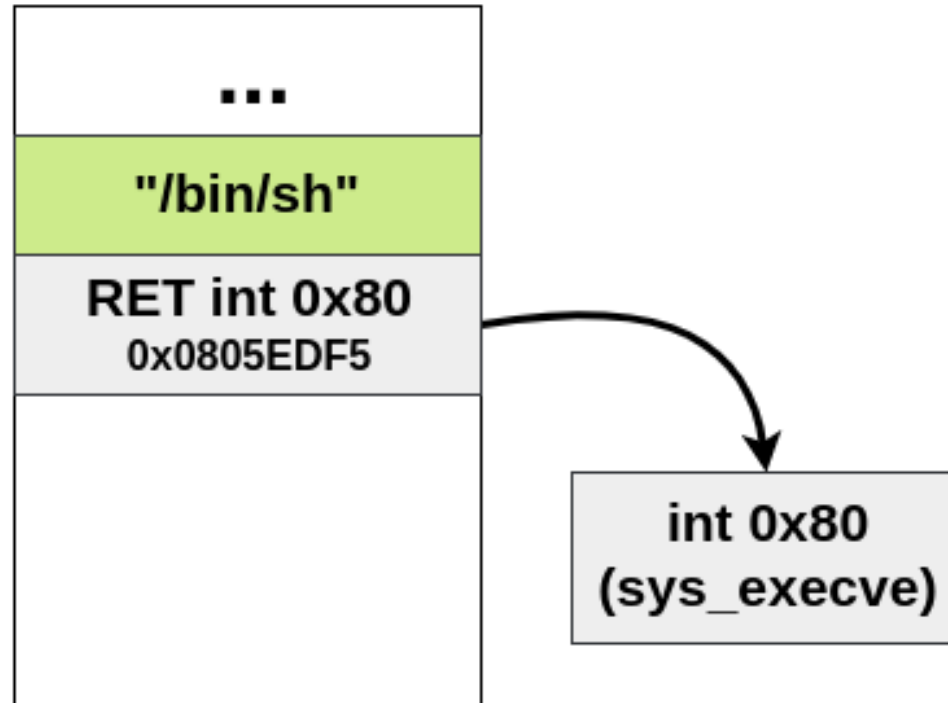 ...
"/bin/sh"
RET int 0x80
0x0805EDF5
int 0x80
(sys_execve)